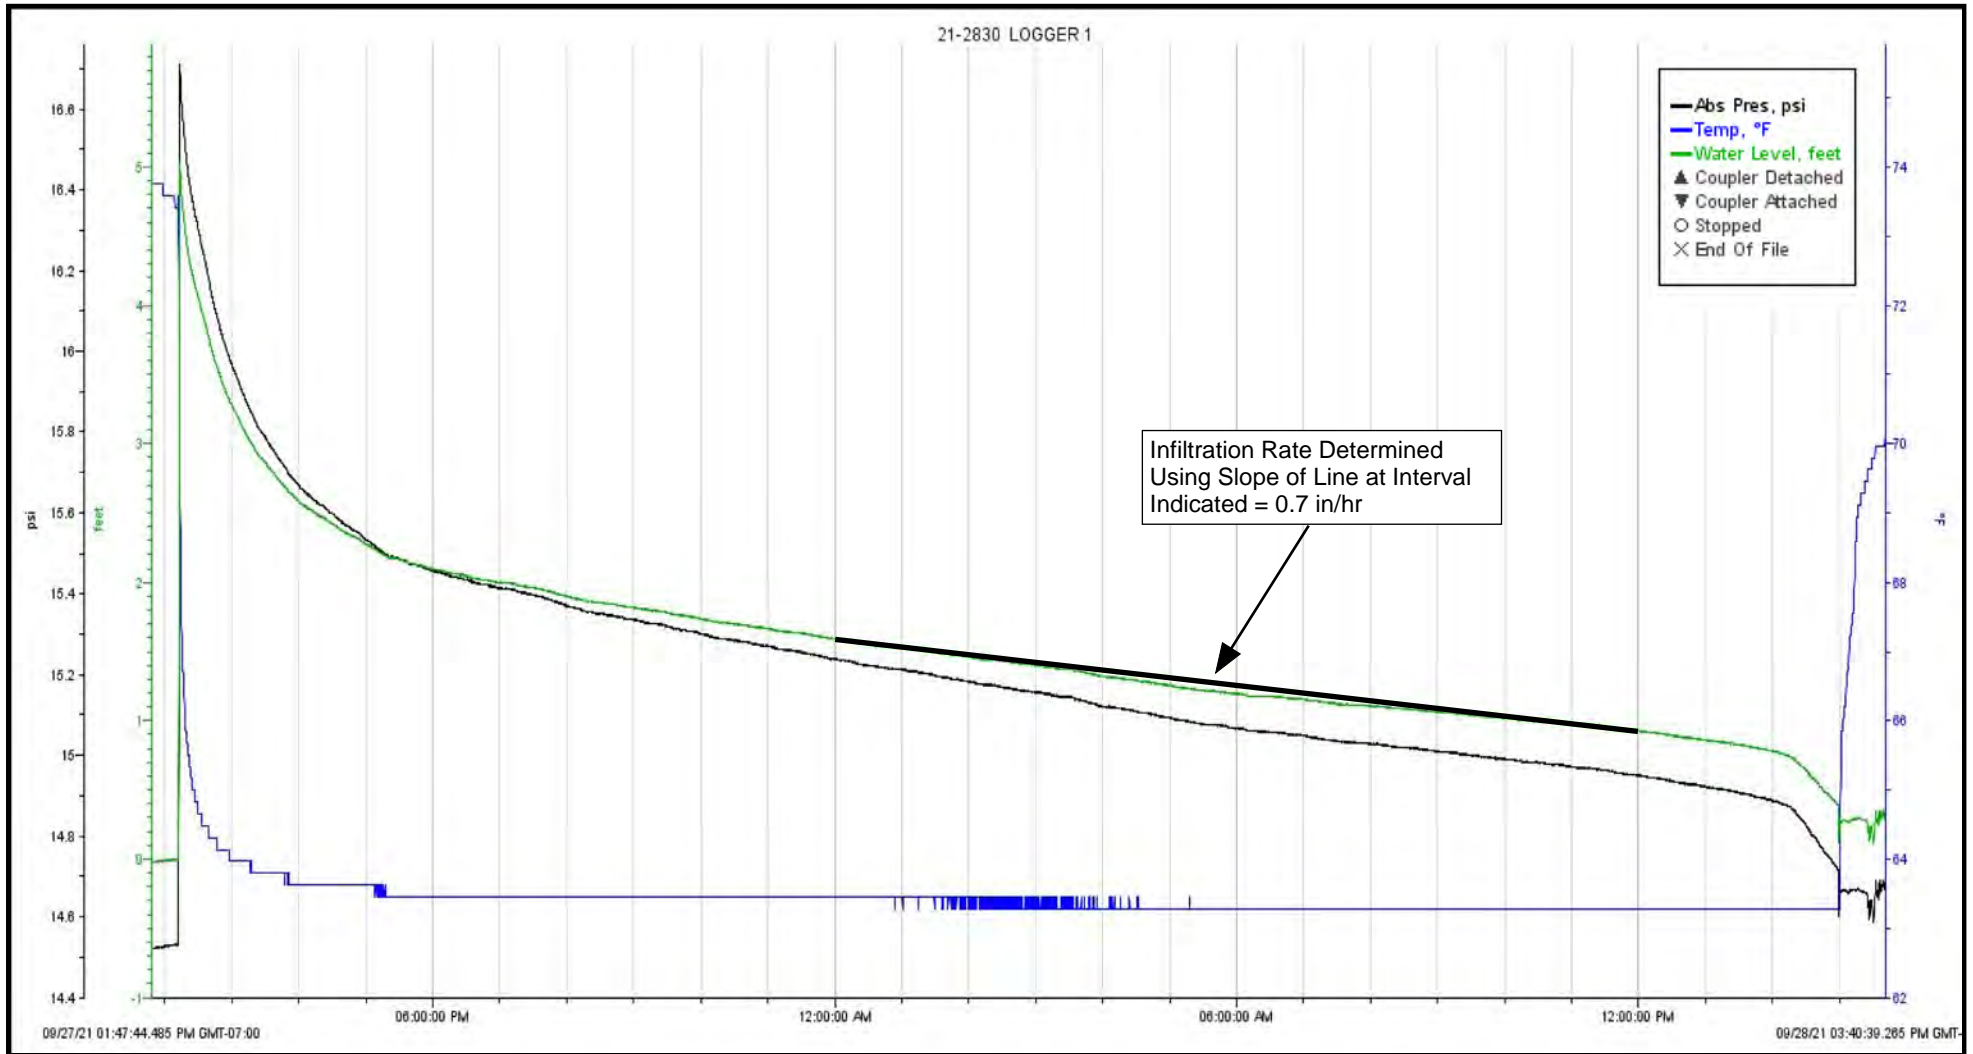 21-2830 LOGGER 1
Abs Pres, psi
Temp, °F
Water Level, feet
Coupler Detached
Coupler Attached
Stopped
End Of File
16.6
16.4
16.2
16
15.8
15.6
15.4
15.2
15
14.8
14.6
14.4
psi
5
4
3
2
1
0
-1
feet
Infiltration Rate Determined
Using Slope of Line at Interval
Indicated = 0.7 in/hr
74
72
70
68
66
64
62
°F
06:00:00 PM
12:00:00 AM
06:00:00 AM
12:00:00 PM
09/27/21 01:47:44.485 PM GMT-07:00
09/28/21 03:40:39.265 PM GMT-